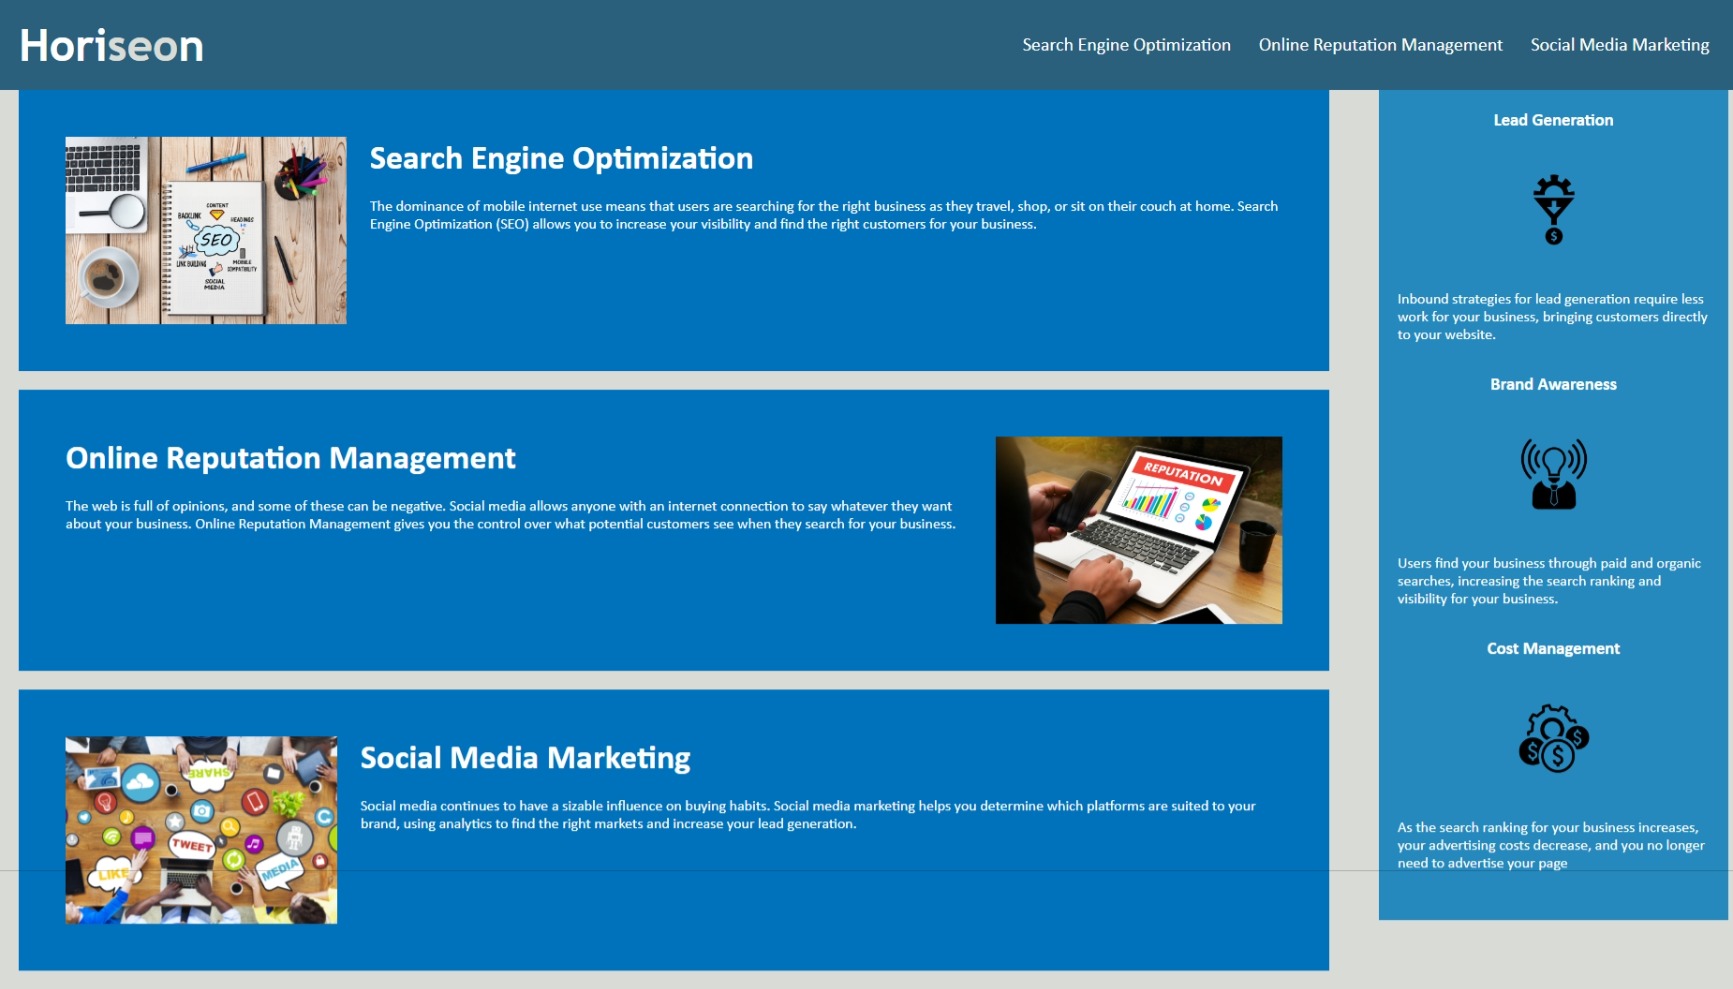 Horiseon
Search Engine Optimization
Online Reputation Management
Social Media Marketing
CONTENT
BACKLINK
HEADINGS
SEO
LINK BUILDING
MOBILE
COMPATIBILITY
SOCIAL
MEDIA
Search Engine Optimization
The dominance of mobile internet use means that users are searching for the right business as they travel, shop, or sit on their couch at home. Search
Engine Optimization (SEO) allows you to increase your visibility and find the right customers for your business.
Online Reputation Management
The web is full of opinions, and some of these can be negative. Social media allows anyone with an internet connection to say whatever they want
about your business. Online Reputation Management gives you the control over what potential customers see when they search for your business.
REPUTATION
SHARE
TWEET
LIKE
MEDIA
Social Media Marketing
Social media continues to have a sizable influence on buying habits. Social media marketing helps you determine which platforms are suited to your
brand, using analytics to find the right markets and increase your lead generation.
Lead Generation
$
Inbound strategies for lead generation require less
work for your business, bringing customers directly
to your website.
Brand Awareness
Users find your business through paid and organic
searches, increasing the search ranking and
visibility for your business.
Cost Management
$
$
$
As the search ranking for your business increases,
your advertising costs decrease, and you no longer
need to advertise your page